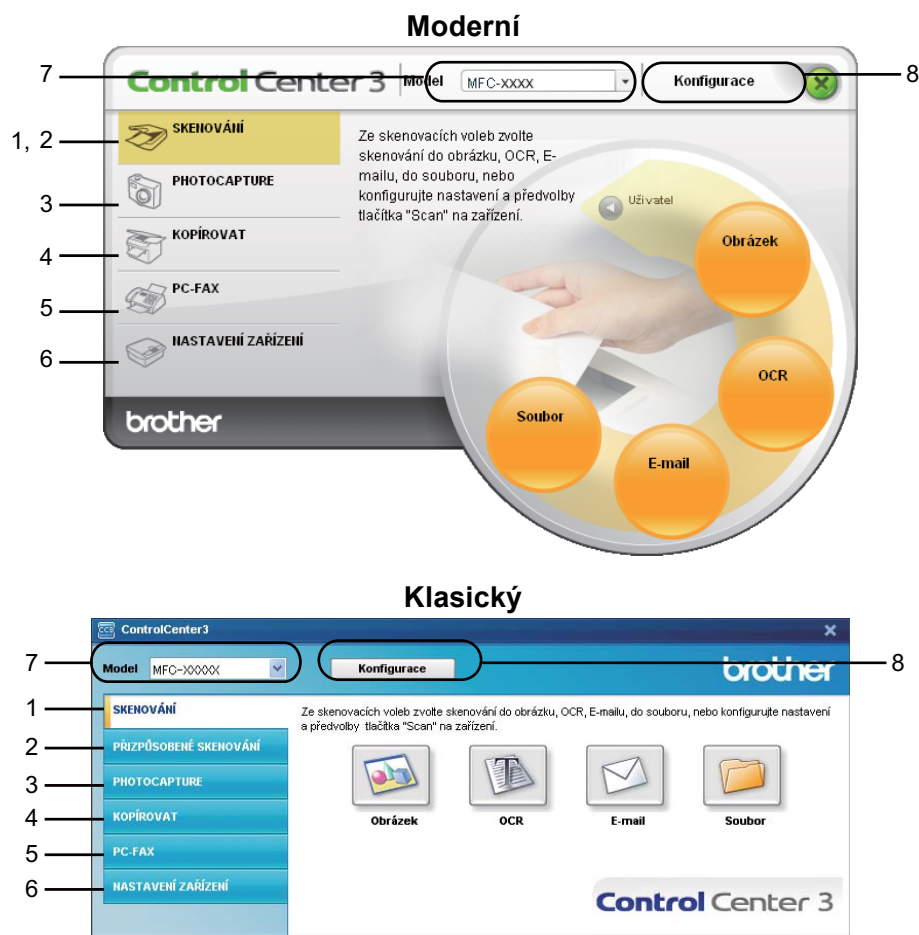 Moderní
7
Control Center 3
Model
MFC-XXXX
Konfigurace
8
1, 2
SKENOVÁNÍ
Ze skenovacích voleb zvolte
skenování do obrázku, OCR, E-
mailu, do souboru, nebo
konfigurujte nastavení a předvolby
tlačítka "Scan" na zařízení.
3
PHOTOCAPTURE
Uživatel
4
KOPÍROVAT
Obrázek
5
PC-FAX
6
NASTAVENÍ ZAŘÍZENÍ
OCR
Soubor
brother
E-mail
Klasický
ControlCenter3
7
Model
MFC-XXXXX
Konfigurace
brother
8
1
SKENOVÁNÍ
Ze skenovacích voleb zvolte skenování do obrázku, OCR, E-mailu, do souboru, nebo konfigurujte nastavení
a předvolby tlačítka "Scan" na zařízení.
2
PŘIZPŮSOBENÉ SKENOVÁNÍ
3
PHOTOCAPTURE
4
KOPÍROVAT
Obrázek
OCR
E-mail
Soubor
5
PC-FAX
6
NASTAVENÍ ZAŘÍZENÍ
Control Center 3